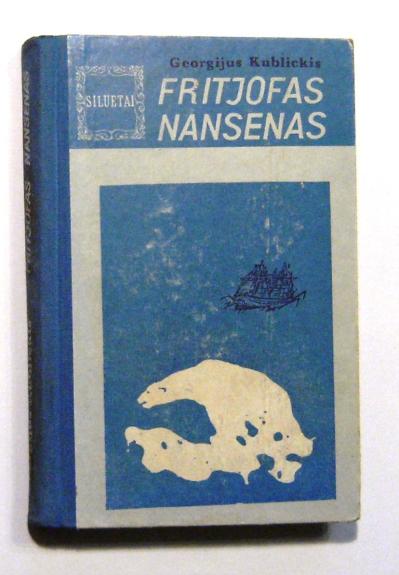 Georgijus Kublickis
SILUETAI
FRITJOFAS
NANSENAS
FRITJOFAS NANSENAS